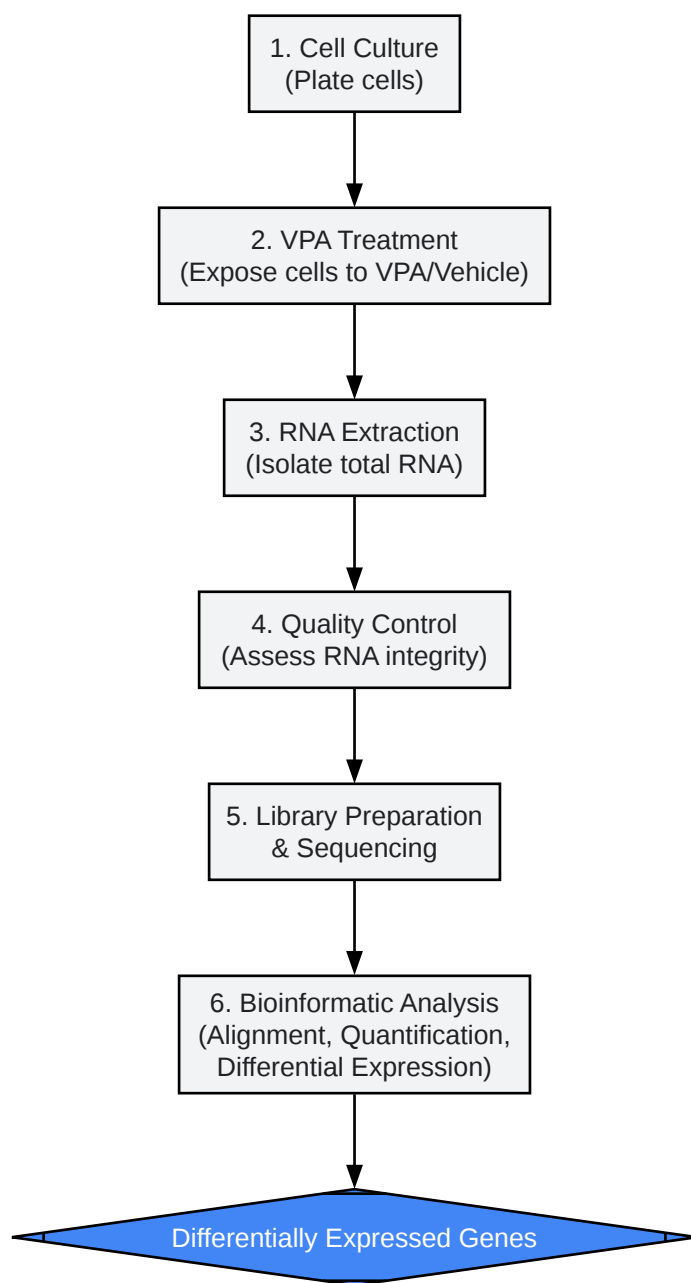 1. Cell Culture
(Plate cells)
2. VPA Treatment
(Expose cells to VPA/Vehicle)
3. RNA Extraction
(Isolate total RNA)
4. Quality Control
(Assess RNA integrity)
5. Library Preparation
& Sequencing
6. Bioinformatic Analysis
(Alignment, Quantification,
Differential Expression)
Differentially Expressed Genes